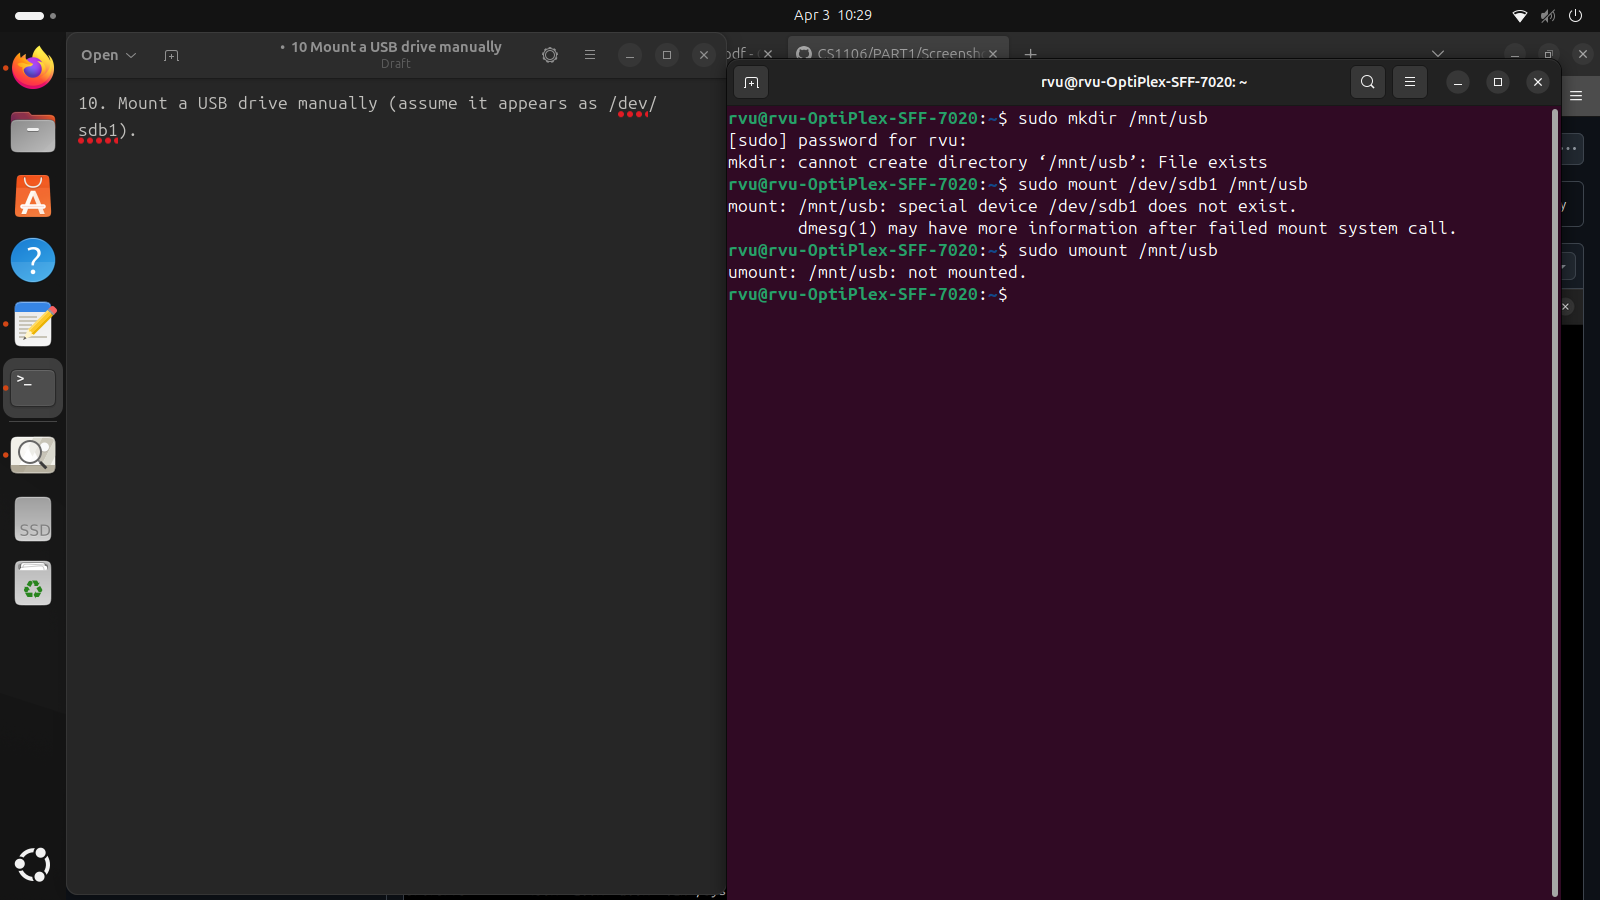 Apr 3 10:29
Open
• 10 Mount a USB drive manually
Draft
CS1106/PART1/Screensh
10. Mount a USB drive manually (assume it appears as /dev/
sdb1).
rvu@rvu-OptiPlex-SFF-7020: ~
rvu@rvu-OptiPlex-SFF-7020:~$ sudo mkdir /mnt/usb
[sudo] password for rvu:
mkdir: cannot create directory ‘/mnt/usb’: File exists
rvu@rvu-OptiPlex-SFF-7020:~$ sudo mount /dev/sdb1 /mnt/usb
mount: /mnt/usb: special device /dev/sdb1 does not exist.
dmesg(1) may have more information after failed mount system call.
rvu@rvu-OptiPlex-SFF-7020:~$ sudo umount /mnt/usb
umount: /mnt/usb: not mounted.
rvu@rvu-OptiPlex-SFF-7020:~$
SSD